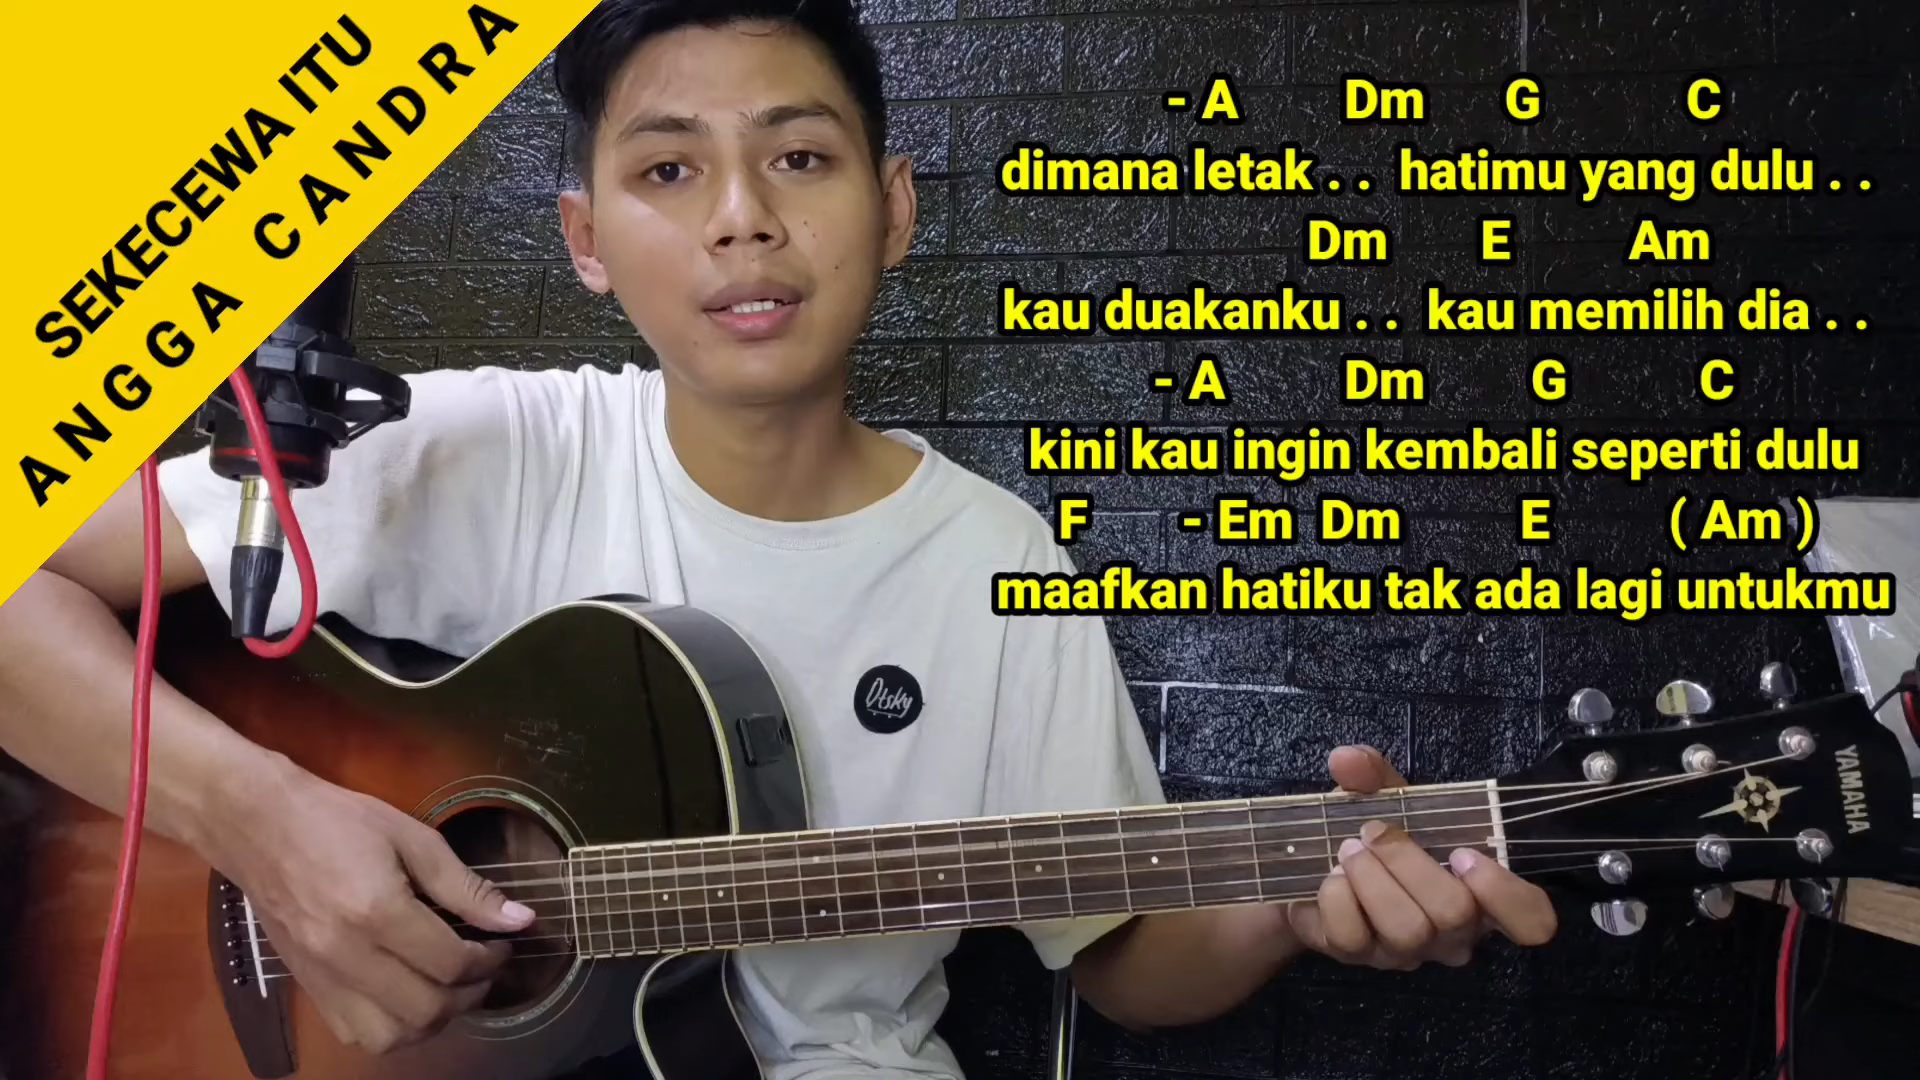 SEKECEWA ITU
ANGGA CANDRA
- A Dm G C
dimana letak . . hatimu yang dulu . .
Dm E Am
kau duakanku . . kau memilih dia . .
- A Dm G C
kini kau ingin kembali seperti dulu
F - Em Dm E ( Am )
maafkan hatiku tak ada lagi untukmu
Dtsky
YAMAHA